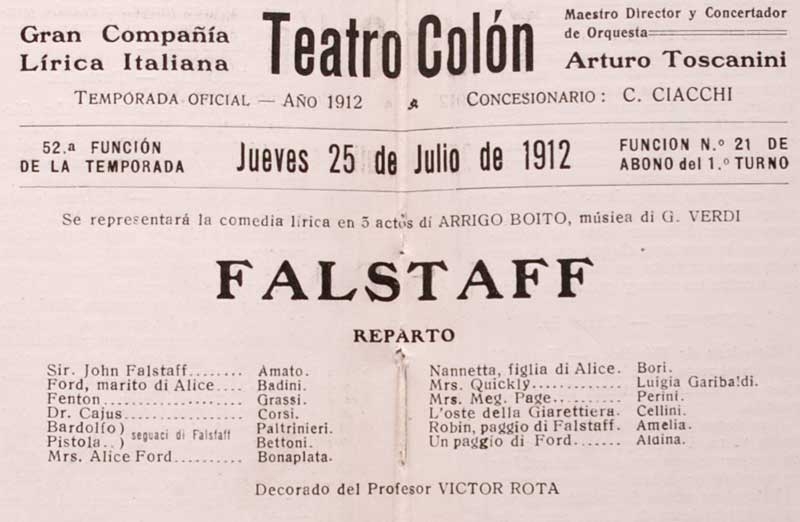 Gran Compañía
Lírica Italiana
Teatro Colón
Maestro Director y Concertador
de Orquesta
Arturo Toscanini
TEMPORADA OFICIAL — AÑO 1912
CONCESIONARIO: C. CIACCHI
52.ª FUNCIÓN
DE LA TEMPORADA
Jueves 25 de Julio de 1912
FUNCION N.º 21 DE
ABONO del 1.º TURNO
Se representará la comedia lírica en 3 actos di ARRIGO BOITO, músiea di G. VERDI
FALSTAFF
REPARTO
Sir. John Falstaff........ Amato.
Ford, marito di Alice.... Badini.
Fenton.................... Grassi.
Dr. Cajus................. Corsi.
Bardolfo) seguaci di Falstaff Paltrinieri.
Pistola..) Bettoni.
Mrs. Alice Ford.......... Bonaplata.
Nannetta, figlia di Alice. Bori.
Mrs. Quickly............. Luigia Garibaldi.
Mrs. Meg. Page........... Perini.
L'oste della Giarettiera. Cellini.
Robin, paggio di Falstaff. Amelia.
Un paggio di Ford........ Aldina.
Decorado del Profesor VICTOR ROTA